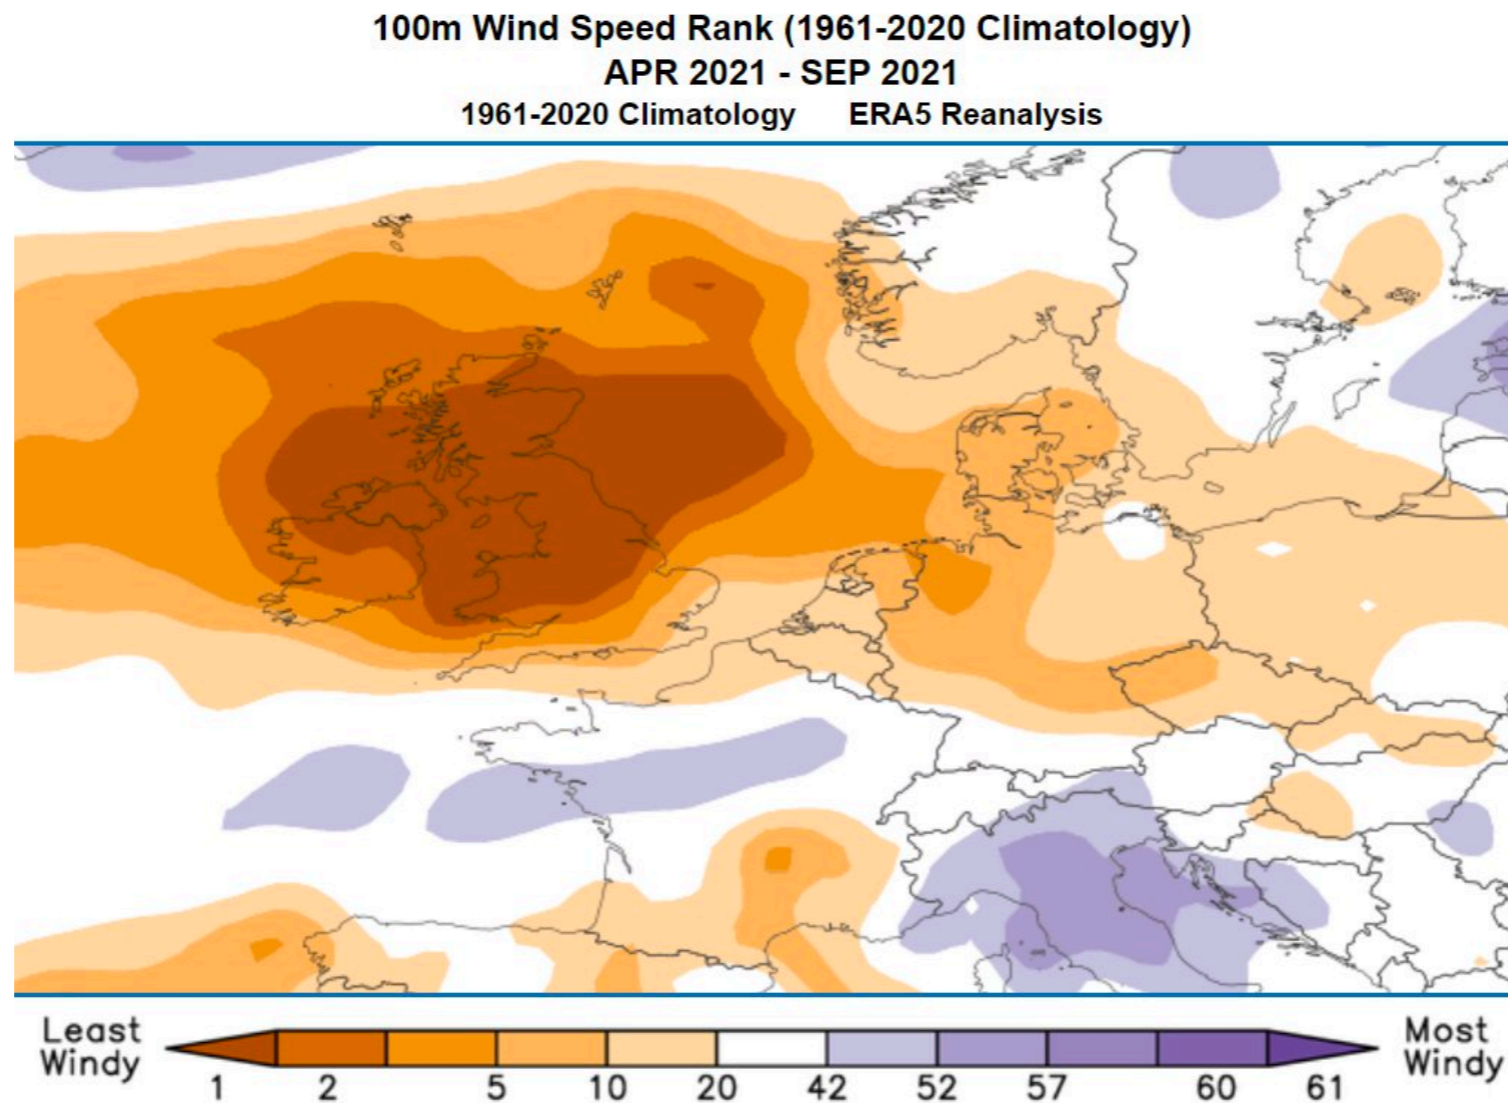 100m Wind Speed Rank (1961-2020 Climatology)
APR 2021 - SEP 2021
1961-2020 Climatology ERA5 Reanalysis
Least Windy
Most Windy
1 2 5 10 20 42 52 57 60 61